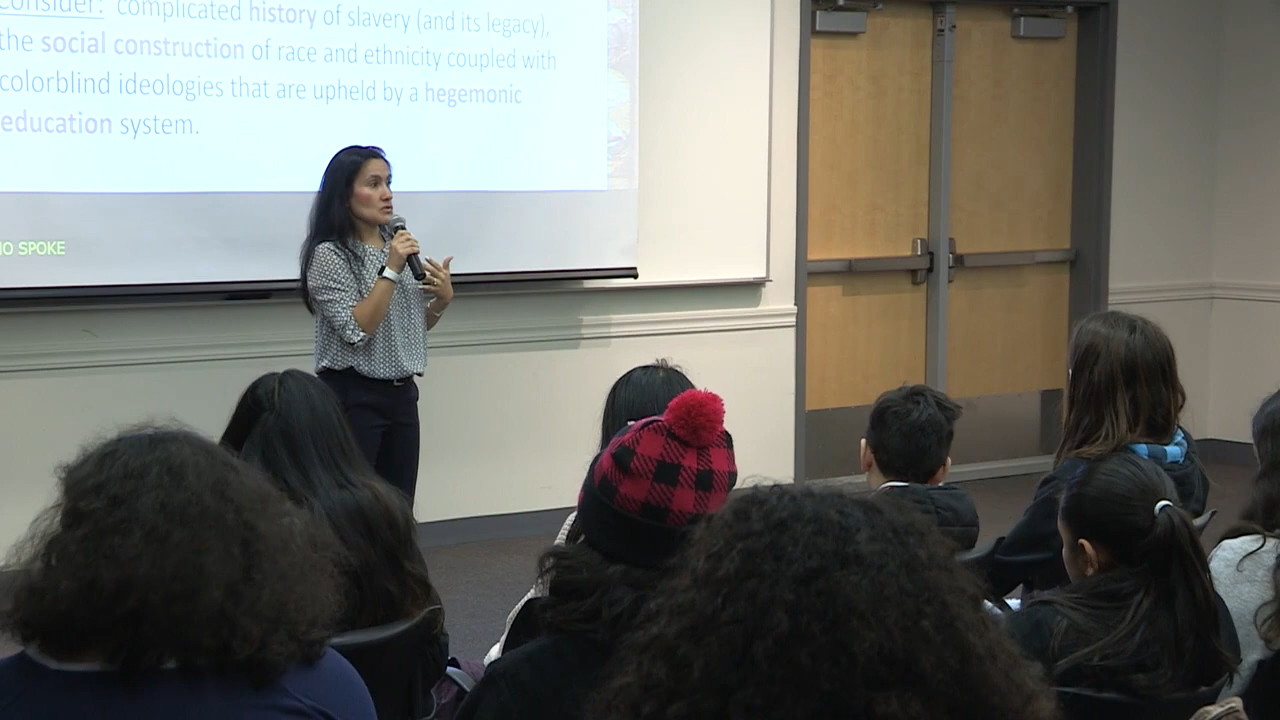 consider: complicated history of slavery (and its legacy),
the social construction of race and ethnicity coupled with
colorblind ideologies that are upheld by a hegemonic
education system.
SPOKE